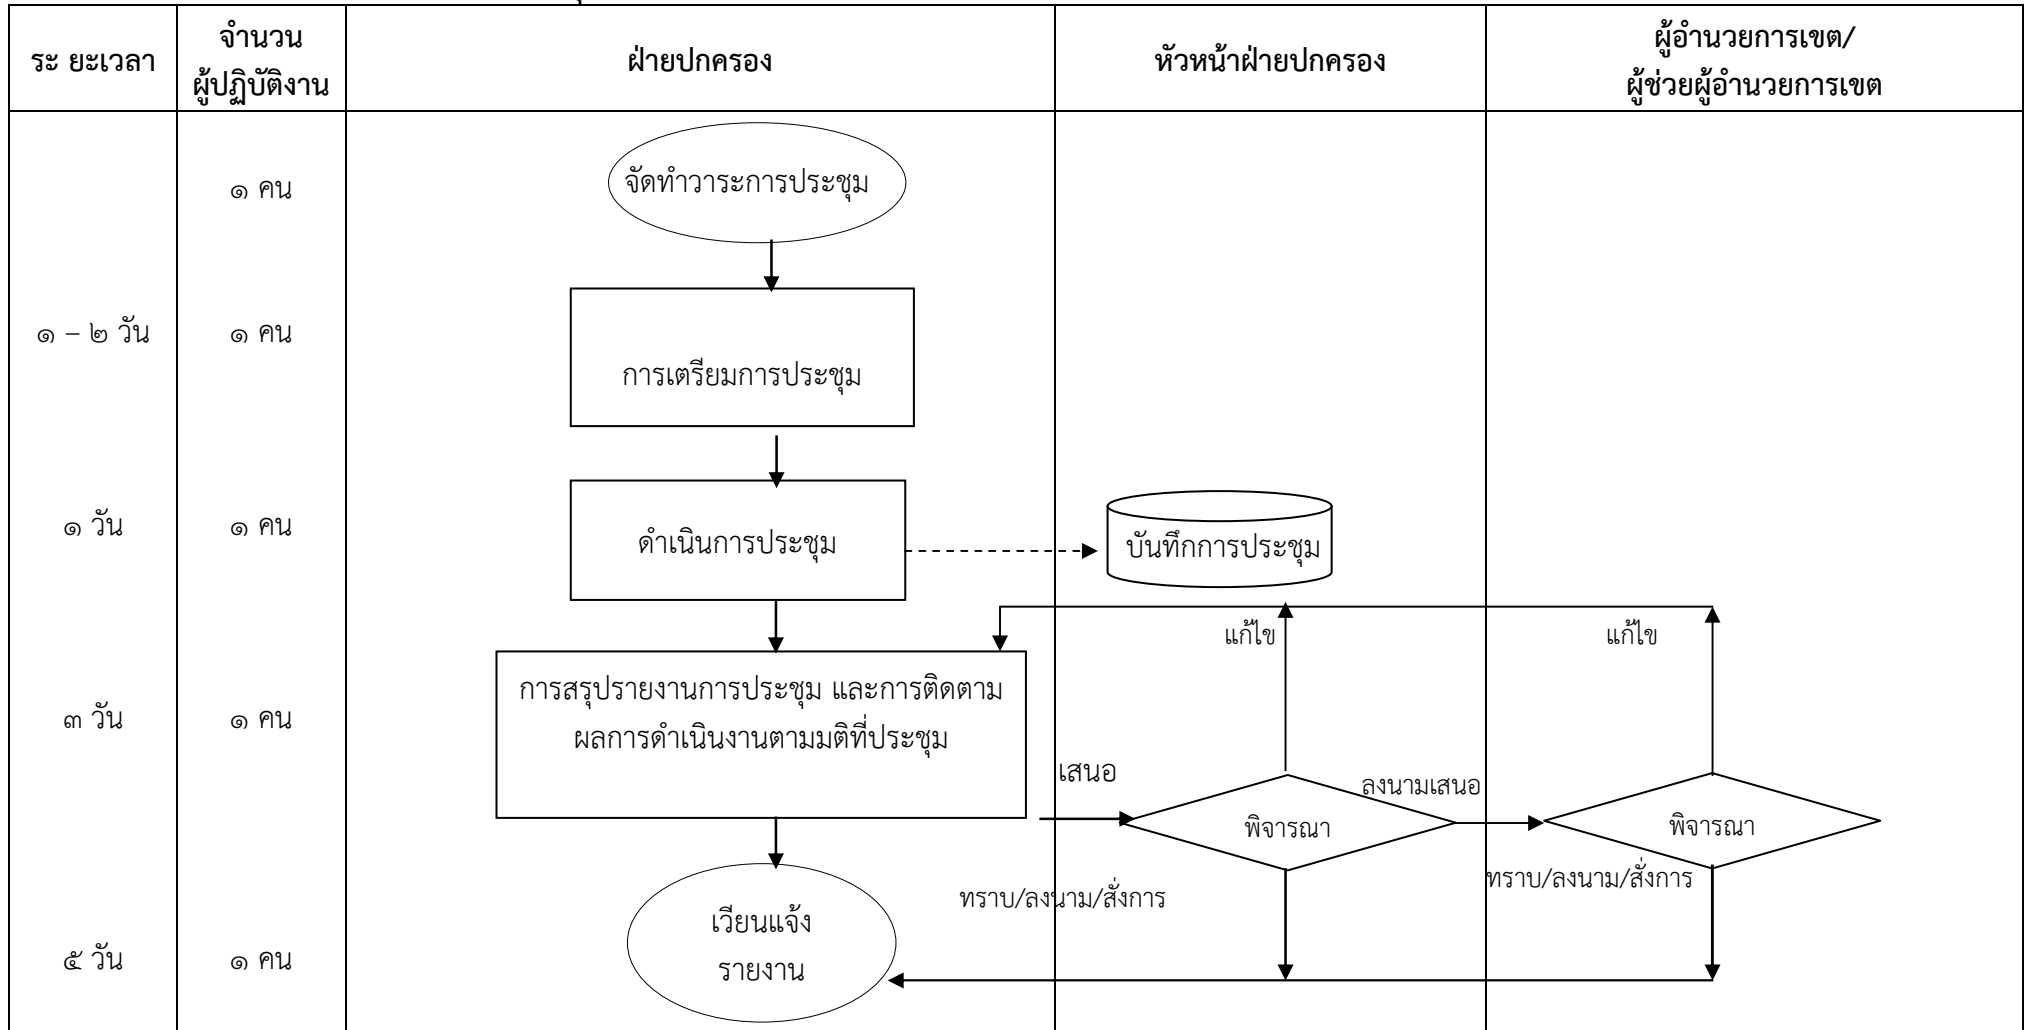 ระ ยะเวลา
จำนวน
ผู้ปฏิบัติงาน
ฝ่ายปกครอง
หัวหน้าฝ่ายปกครอง
ผู้อำนวยการเขต/
ผู้ช่วยผู้อำนวยการเขต
๑ คน
จัดทำวาระการประชุม
๑ – ๒ วัน
๑ คน
การเตรียมการประชุม
๑ วัน
๑ คน
ดำเนินการประชุม
บันทึกการประชุม
แก้ไข
แก้ไข
๓ วัน
๑ คน
การสรุปรายงานการประชุม และการติดตาม
ผลการดำเนินงานตามมติที่ประชุม
เสนอ
ลงนามเสนอ
พิจารณา
พิจารณา
ทราบ/ลงนาม/สั่งการ
ทราบ/ลงนาม/สั่งการ
๕ วัน
๑ คน
เวียนแจ้ง
รายงาน